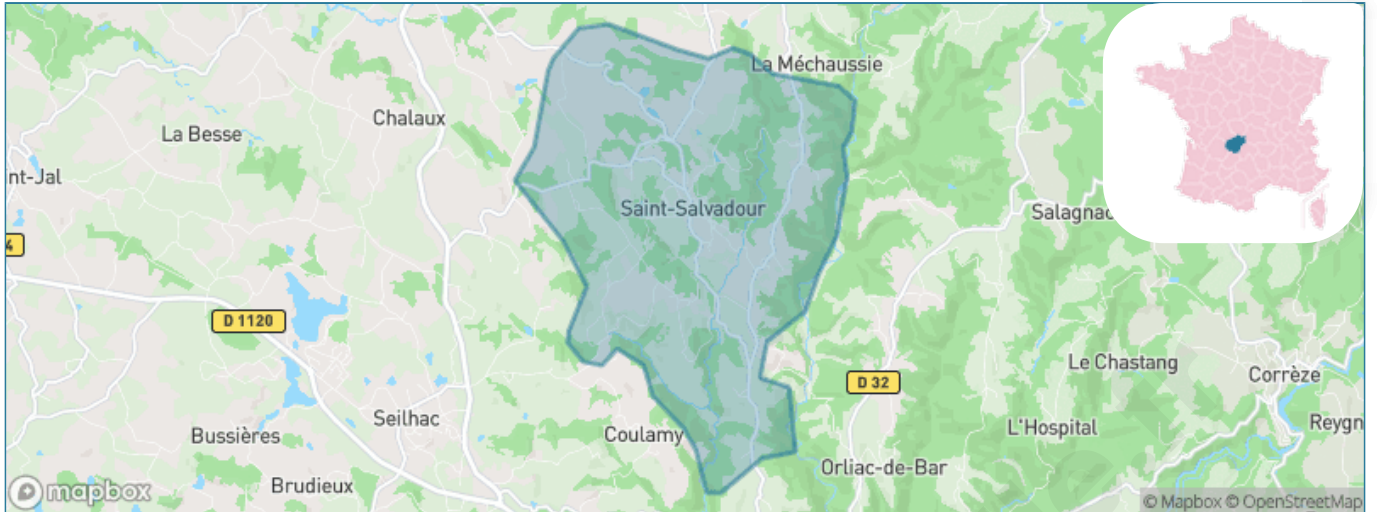 La Méchaussie
Chalaux
La Besse
nt-Jal
Saint-Salvadour
Salagnac
4
D 1120
Le Chastang
Corrèze
D 32
Seilhac
Reygn
L'Hospital
Bussières
Coulamy
Orliac-de-Bar
Brudieux
mapbox
© Mapbox © OpenStreetMap